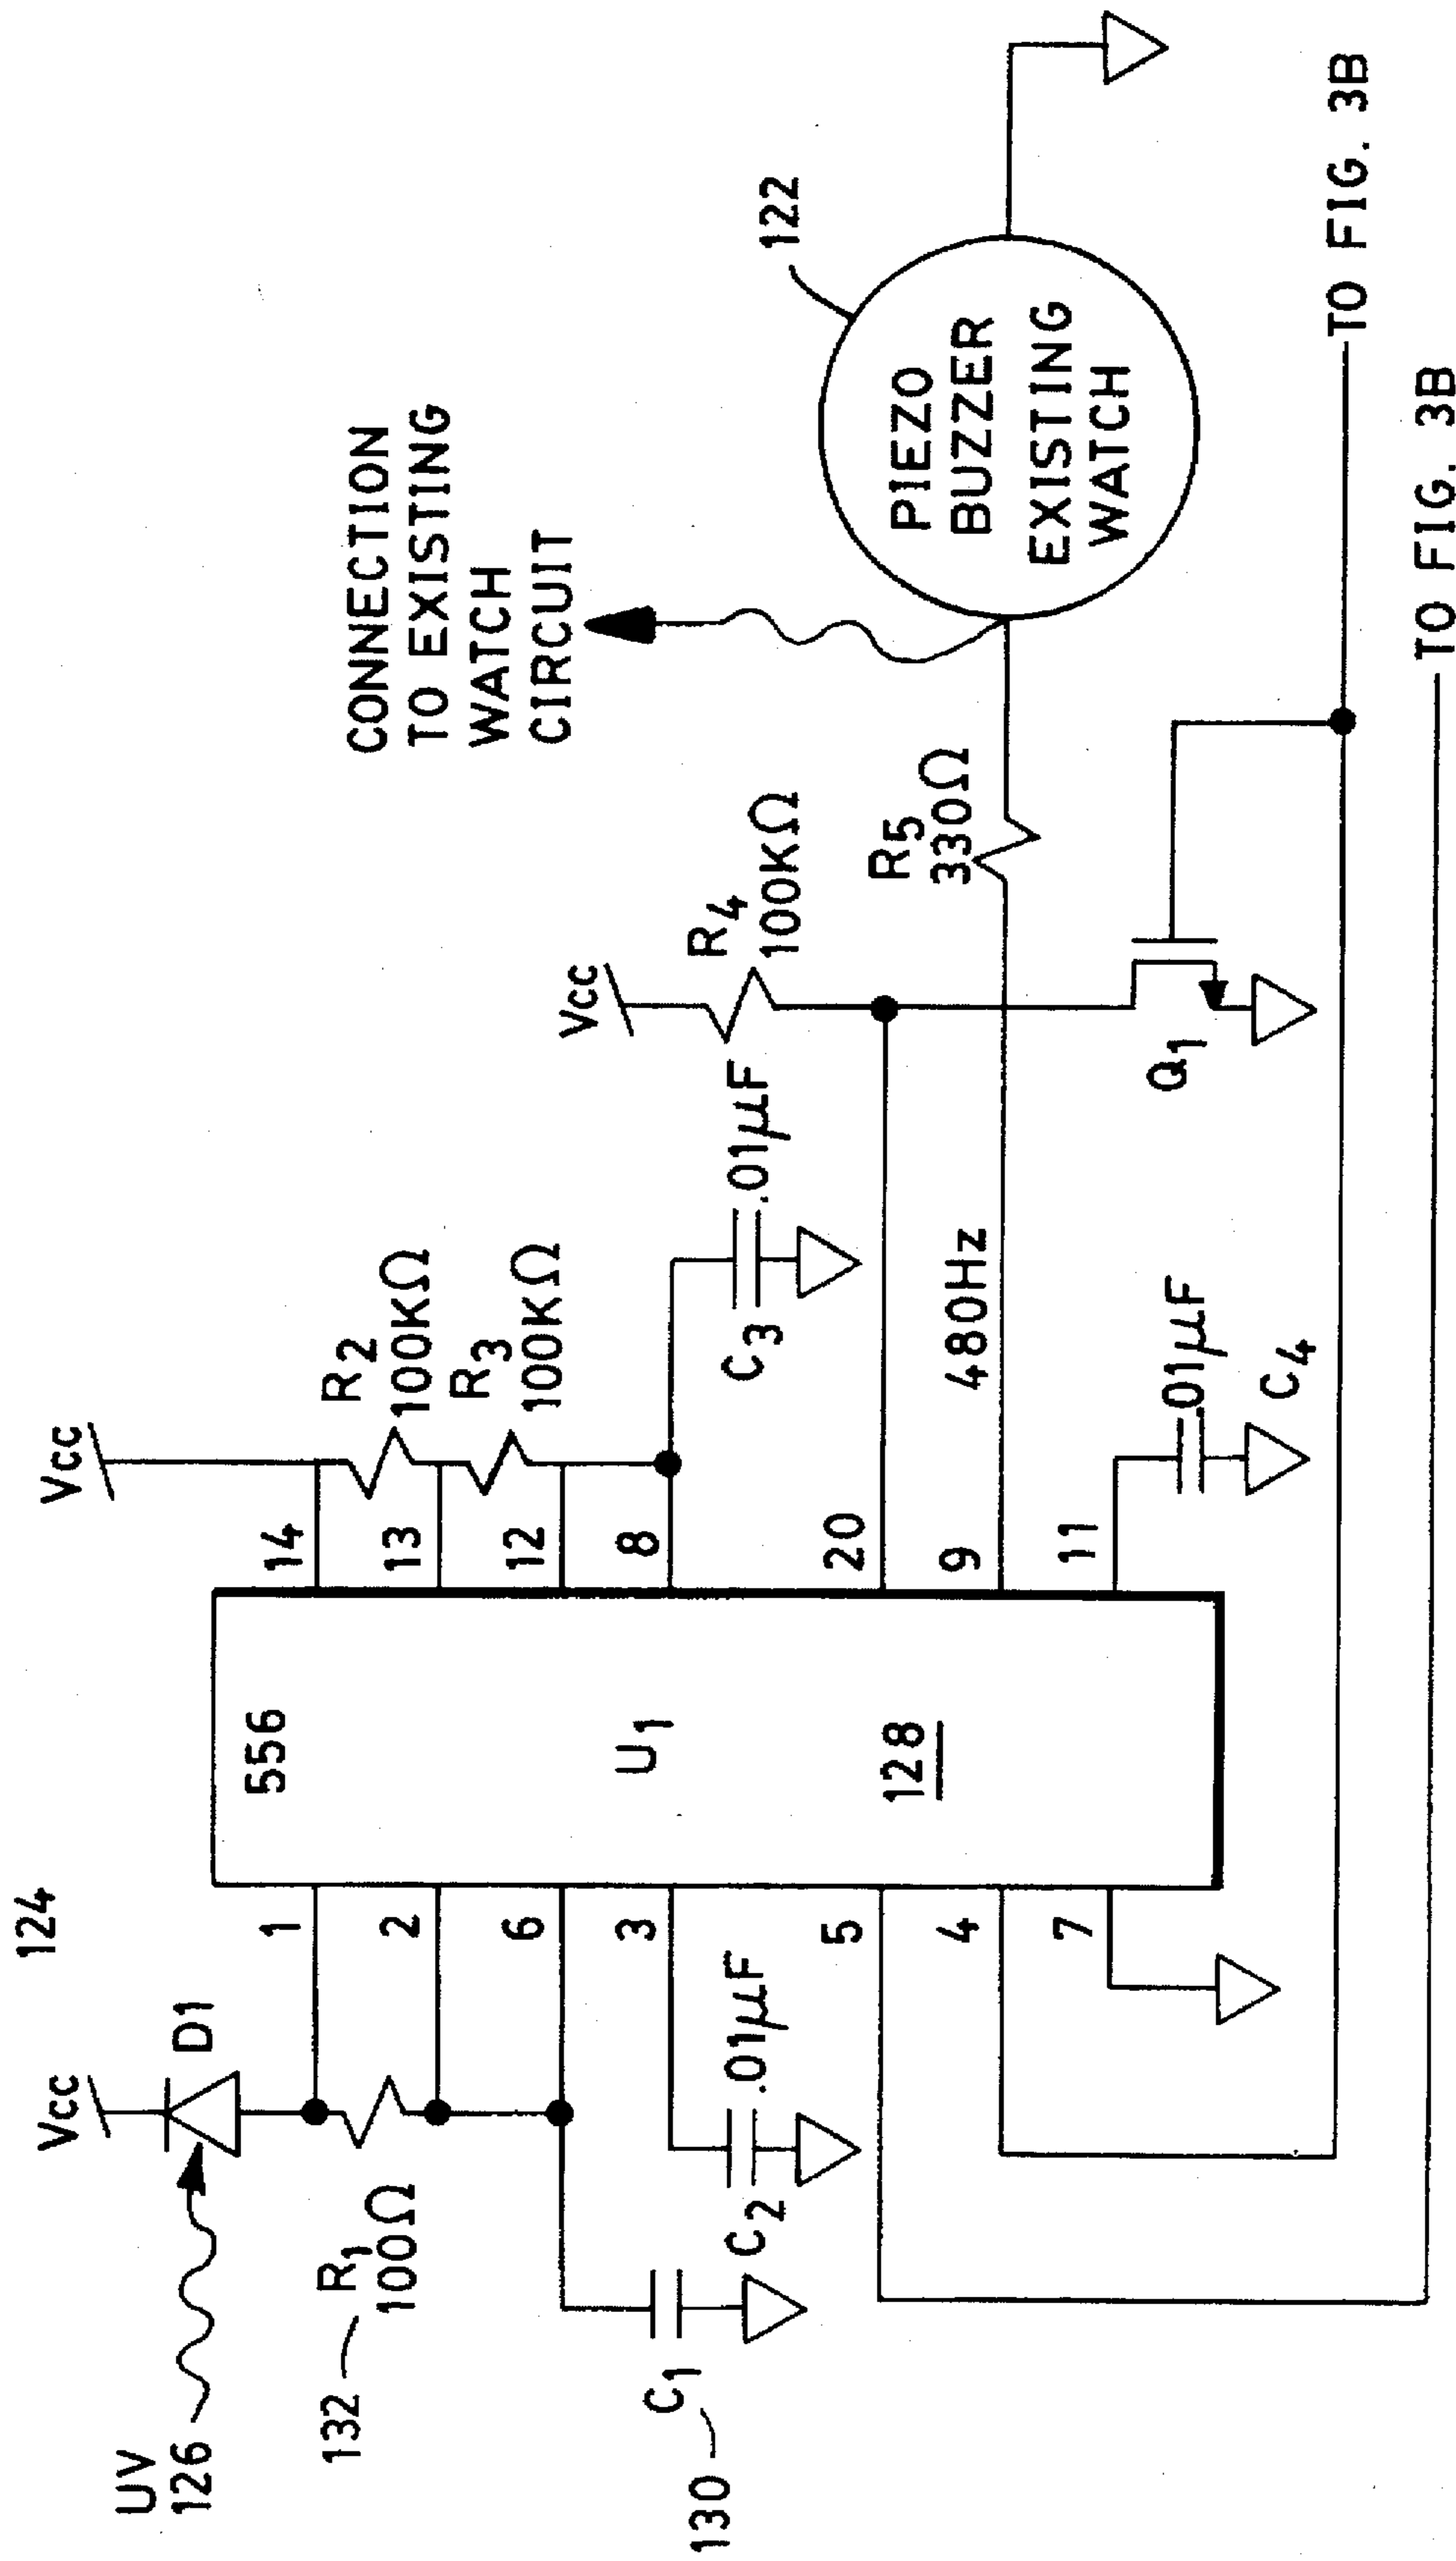 UV
126
Vcc
124
D1
132
R1
100Ω
130
C1
C2
.01µF
1
2
6
3
5
4
7
556
U1
128
14
13
12
8
20
9
11
Vcc
R2
100KΩ
R3
100KΩ
C3
.01µF
480Hz
.01µF
C4
Vcc
R4
100KΩ
R5
330Ω
Q1
CONNECTION
TO EXISTING
WATCH
CIRCUIT
122
PIEZO
BUZZER
EXISTING
WATCH
TO FIG. 3B
TO FIG. 3B